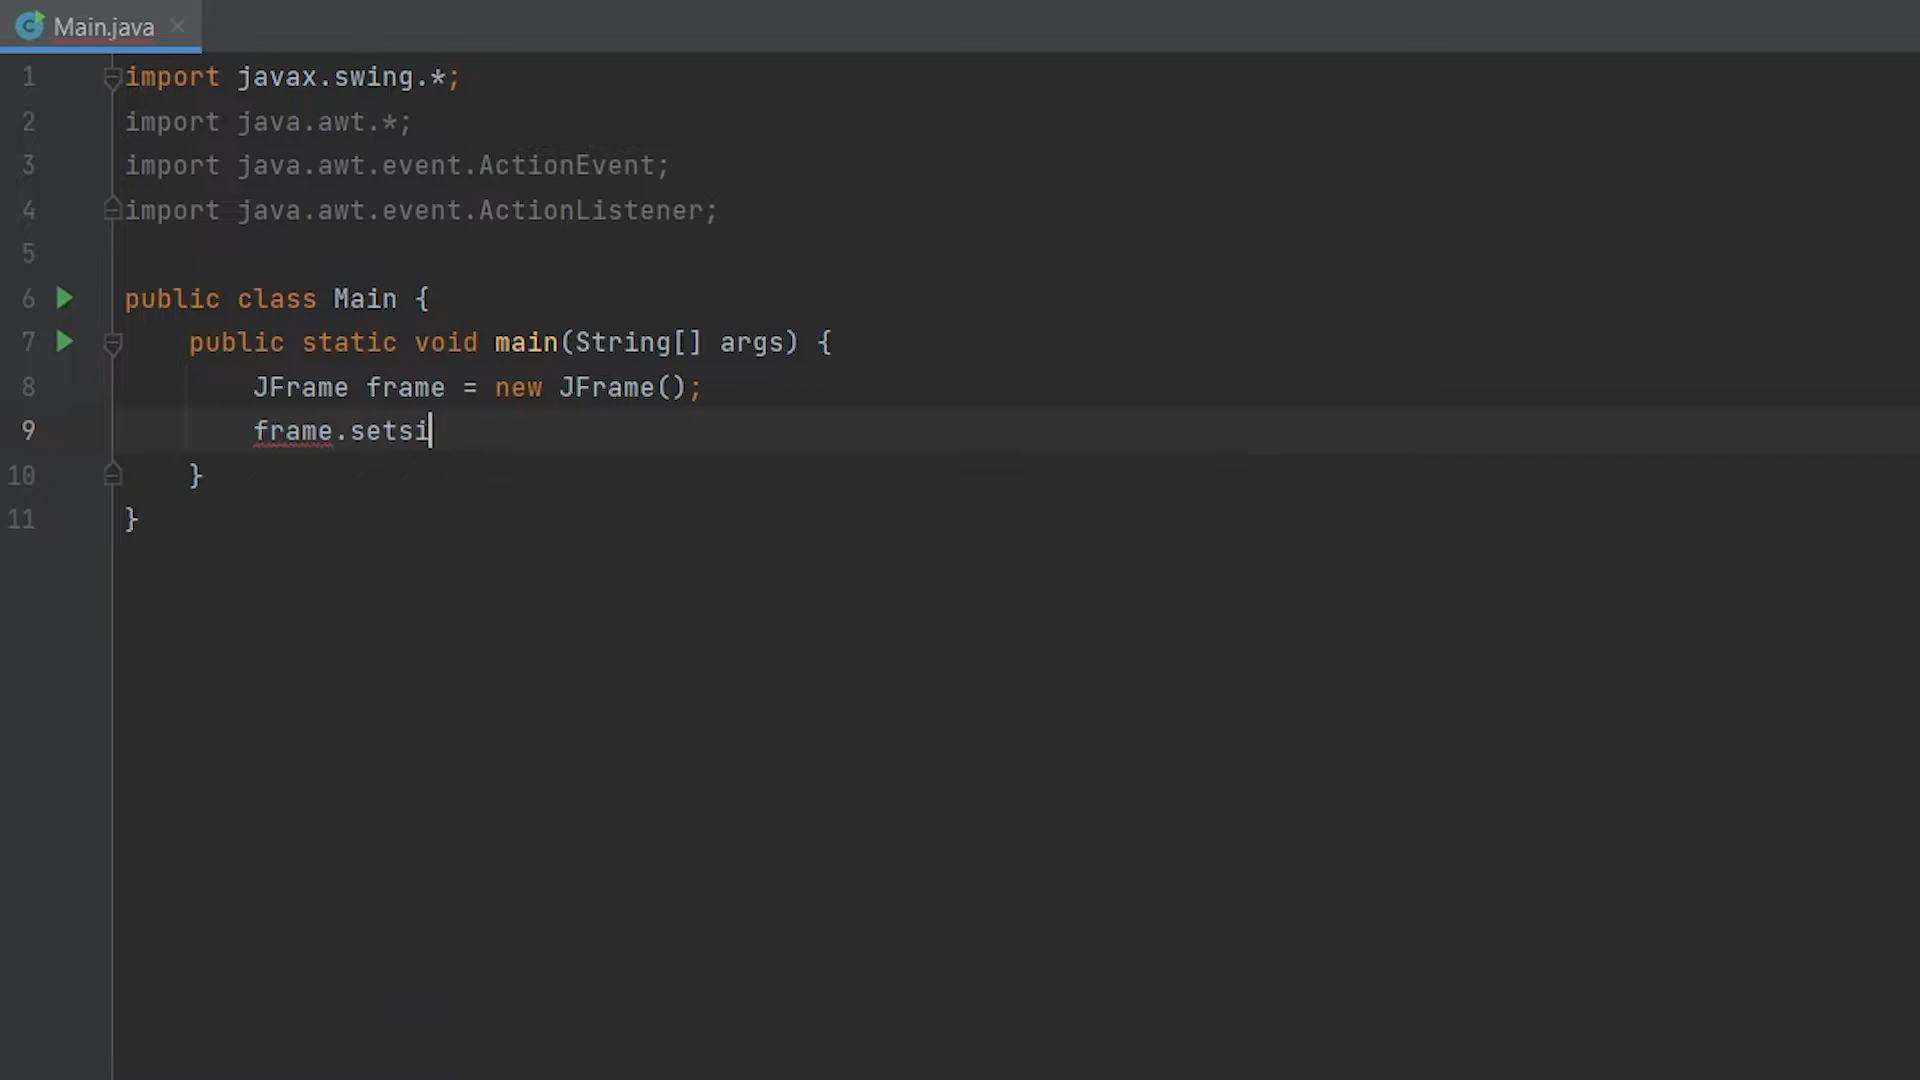 Main.java
1 import javax.swing.*;
2 import java.awt.*;
3 import java.awt.event.ActionEvent;
4 import java.awt.event.ActionListener;
5
6 public class Main {
7 public static void main(String[] args) {
8 JFrame frame = new JFrame();
9 frame.setsi
10 }
11 }